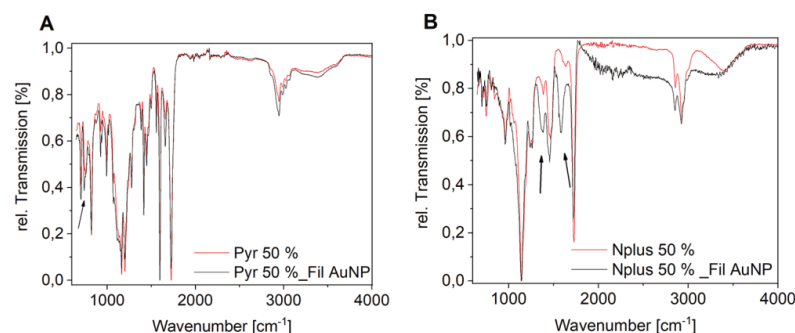 A
1,0
0,8
0,6
0,4
0,2
0,0
rel. Transmission [%]
Pyr 50 %
Pyr 50 %_Fil AuNP
1000
2000
3000
4000
Wavenumber [cm⁻¹]
B
1,0
0,8
0,6
0,4
0,2
0,0
rel. Transmission [%]
Nplus 50 %
Nplus 50 % _Fil AuNP
1000
2000
3000
4000
Wavenumber [cm⁻¹]